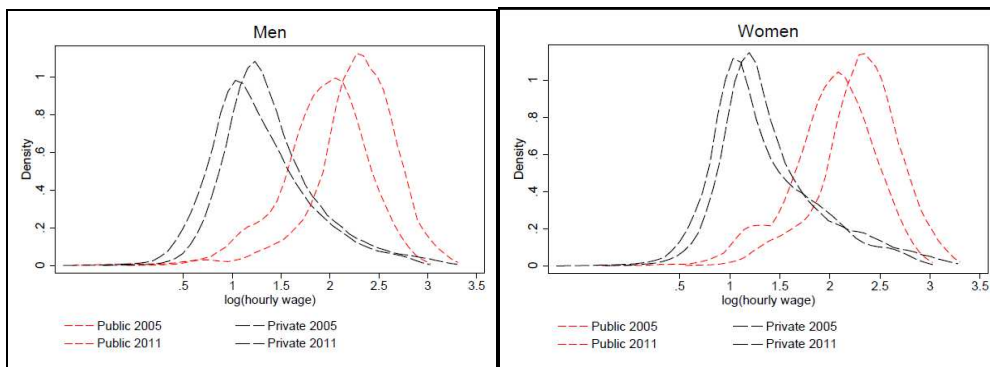 Men
Density
0
.2
.4
.6
.8
1
.5
1
1.5
2
2.5
3
3.5
log(hourly wage)
Public 2005
Private 2005
Public 2011
Private 2011
Women
Density
0
.2
.4
.6
.8
1
.5
1
1.5
2
2.5
3
3.5
log(hourly wage)
Public 2005
Private 2005
Public 2011
Private 2011